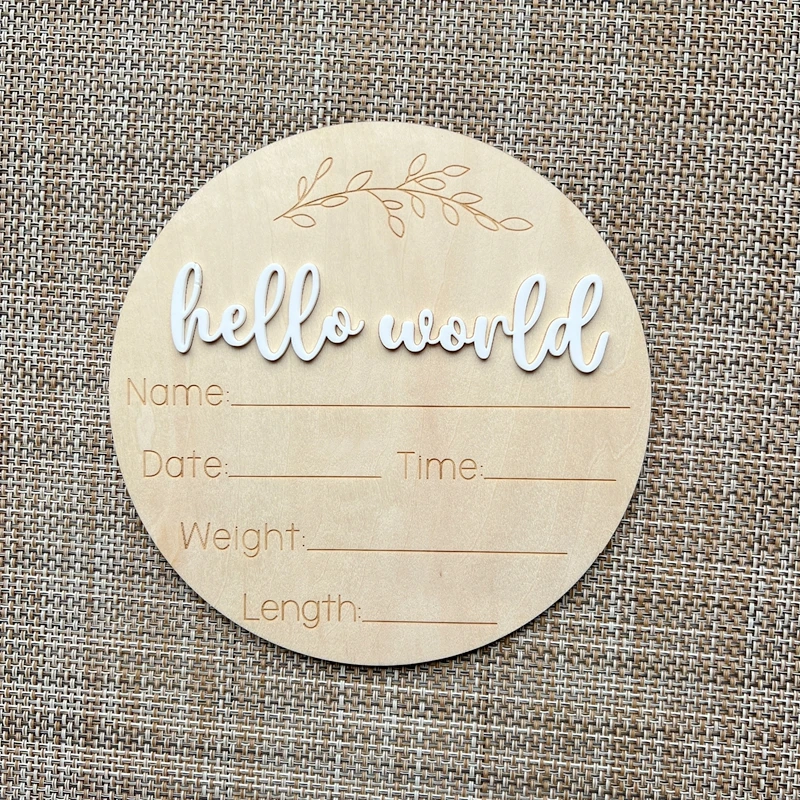 hello world
Name:
Date: Time:
Weight:
Length: